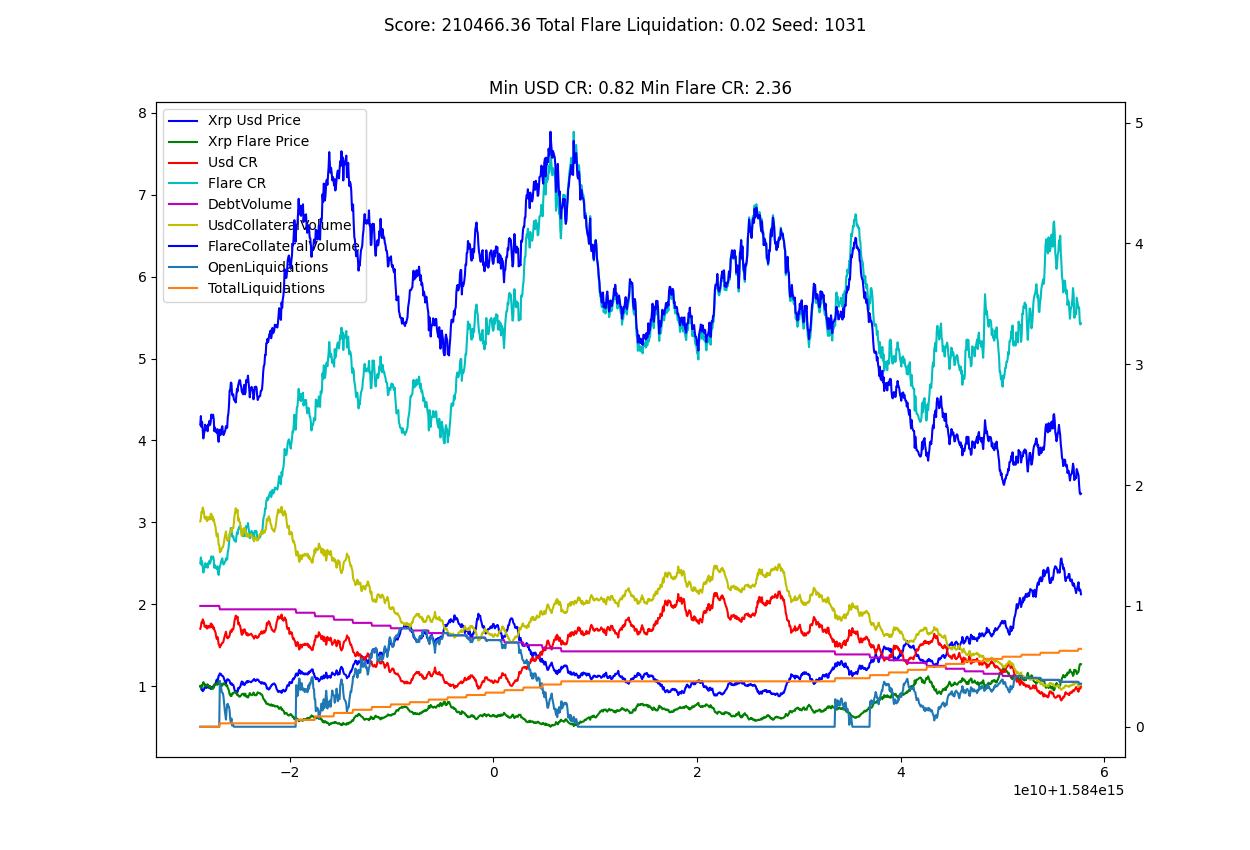 Score: 210466.36 Total Flare Liquidation: 0.02 Seed: 1031
Min USD CR: 0.82 Min Flare CR: 2.36
Xrp Usd Price
Xrp Flare Price
Usd CR
Flare CR
DebtVolume
UsdCollateralVolume
FlareCollateralVolume
OpenLiquidations
TotalLiquidations
8
7
6
5
4
3
2
1
5
4
3
2
1
0
−2
0
2
4
6
1e10+1.584e15